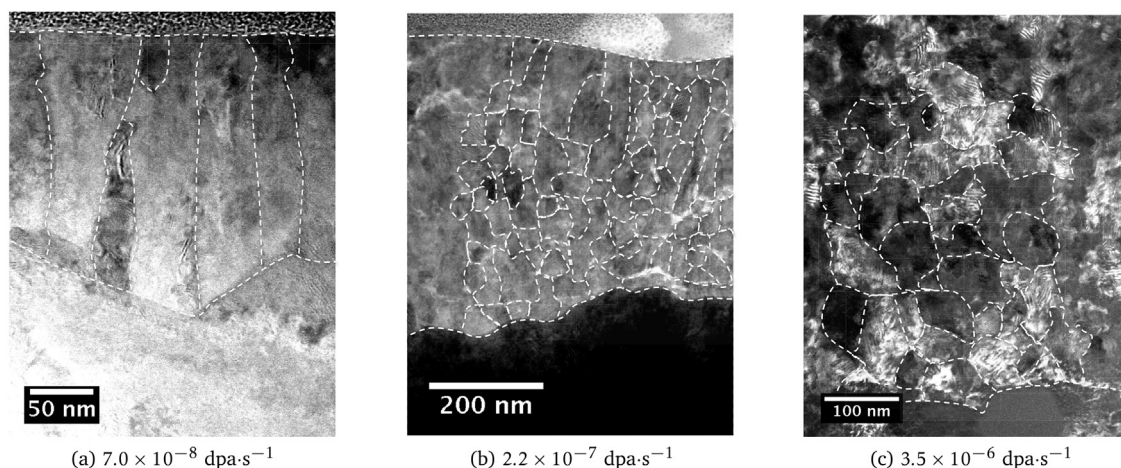 50 nm
200 nm
100 nm
(a) 7.0 × 10⁻⁸ dpa·s⁻¹
(b) 2.2 × 10⁻⁷ dpa·s⁻¹
(c) 3.5 × 10⁻⁶ dpa·s⁻¹